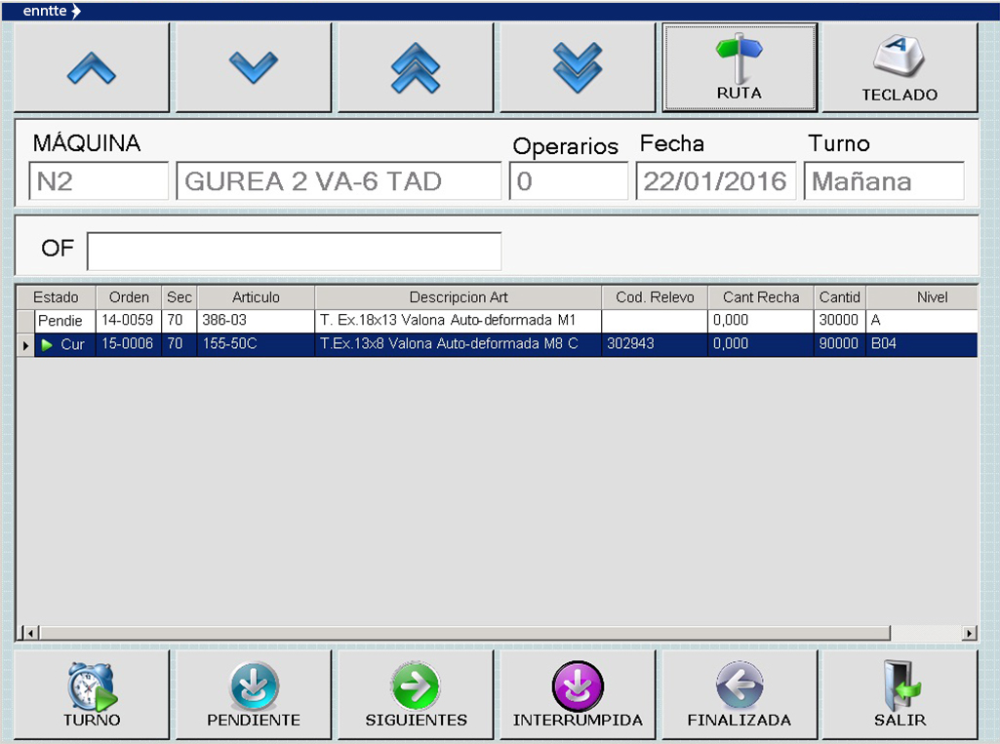 enntte
RUTA
TECLADO
MÁQUINA
Operarios
Fecha
Turno
N2
GUREA 2 VA-6 TAD
0
22/01/2016
Mañana
OF
Estado Orden Sec Articulo Descripcion Art Cod. Relevo Cant Recha Cantid Nivel
Pendie 14-0059 70 386-03 T. Ex.18x13 Valona Auto-deformada M1 0,000 30000 A
Cur 15-0006 70 155-50C T.Ex.13x8 Valona Auto-deformada M8 C 302943 0,000 90000 B04
TURNO
PENDIENTE
SIGUIENTES
INTERRUMPIDA
FINALIZADA
SALIR